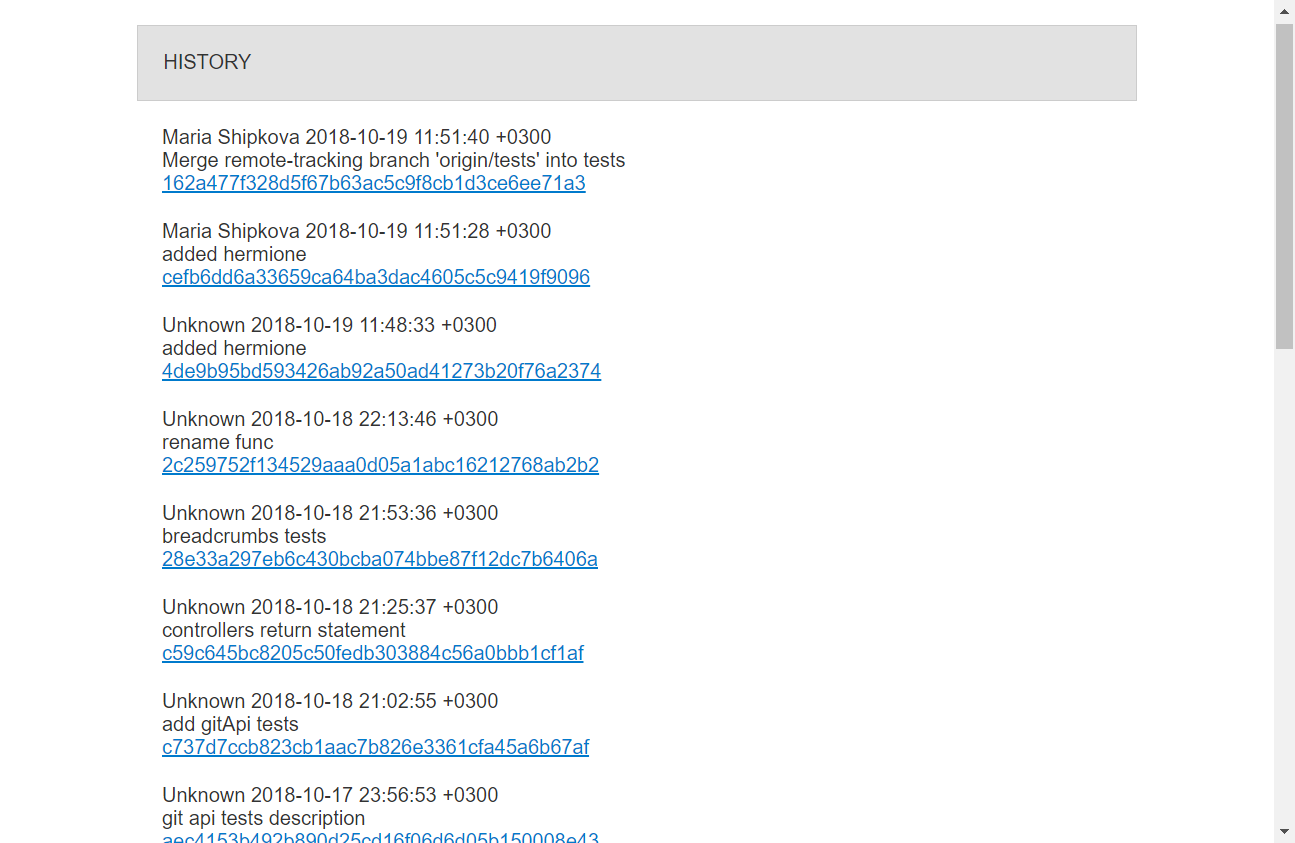 HISTORY
Maria Shipkova 2018-10-19 11:51:40 +0300
Merge remote-tracking branch 'origin/tests' into tests
162a477f328d5f67b63ac5c9f8cb1d3ce6ee71a3
Maria Shipkova 2018-10-19 11:51:28 +0300
added hermione
cefb6dd6a33659ca64ba3dac4605c5c9419f9096
Unknown 2018-10-19 11:48:33 +0300
added hermione
4de9b95bd593426ab92a50ad41273b20f76a2374
Unknown 2018-10-18 22:13:46 +0300
rename func
2c259752f134529aaa0d05a1abc16212768ab2b2
Unknown 2018-10-18 21:53:36 +0300
breadcrumbs tests
28e33a297eb6c430bcba074bbe87f12dc7b6406a
Unknown 2018-10-18 21:25:37 +0300
controllers return statement
c59c645bc8205c50fedb303884c56a0bbb1cf1af
Unknown 2018-10-18 21:02:55 +0300
add gitApi tests
c737d7ccb823cb1aac7b826e3361cfa45a6b67af
Unknown 2018-10-17 23:56:53 +0300
git api tests description
aec4153b492b890d25cd16f06d6d05b150008e43